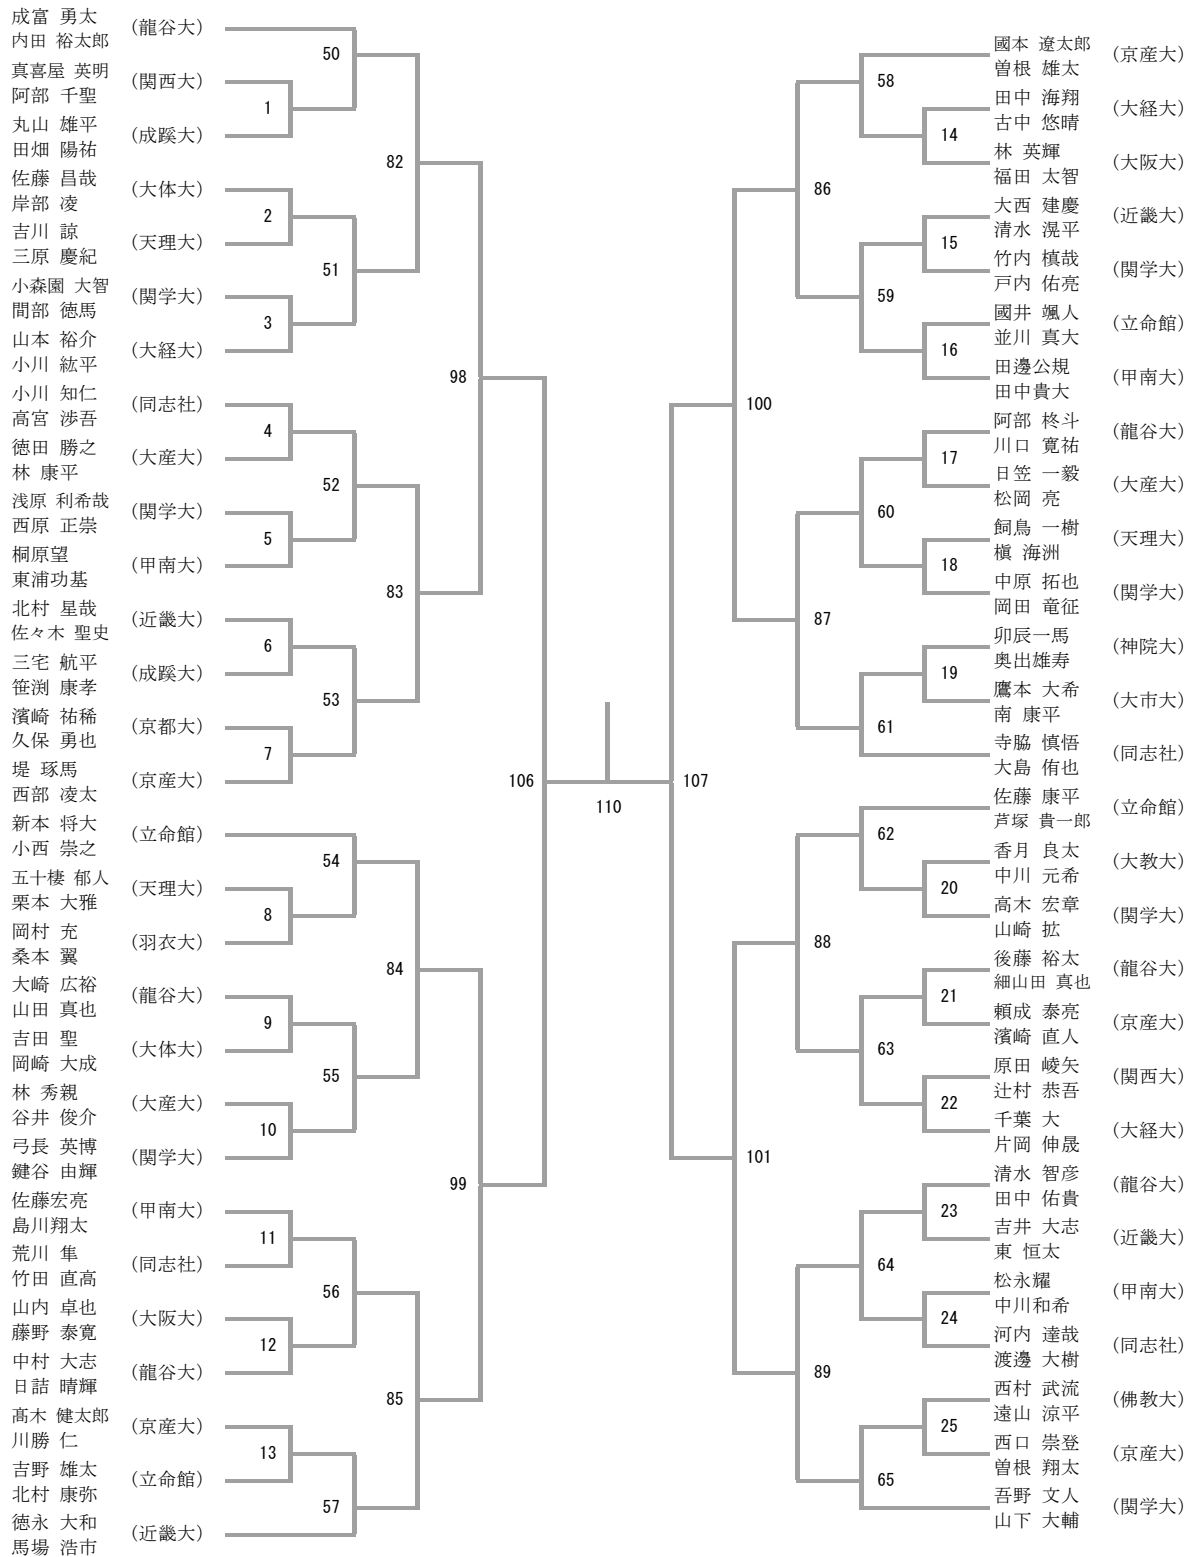 成富 勇太
内田 裕太郎
(龍谷大)
真喜屋 英明
阿部 千聖
(関西大)
丸山 雄平
田畑 陽祐
(成蹊大)
佐藤 昌哉
岸部 凌
(大体大)
吉川 諒
三原 慶紀
(天理大)
小森園 大智
間部 徳馬
(関学大)
山本 裕介
小川 紘平
(大経大)
小川 知仁
高宮 渉吾
(同志社)
徳田 勝之
林 康平
(大産大)
浅原 利希哉
西原 正崇
(関学大)
桐原望
東浦功基
(甲南大)
北村 星哉
佐々木 聖史
(近畿大)
三宅 航平
笹渕 康孝
(成蹊大)
濱崎 祐稀
久保 勇也
(京都大)
堤 琢馬
西部 凌太
(京産大)
新本 将大
小西 崇之
(立命館)
五十棲 郁人
栗本 大雅
(天理大)
岡村 充
桑本 翼
(羽衣大)
大崎 広裕
山田 真也
(龍谷大)
吉田 聖
岡崎 大成
(大体大)
林 秀親
谷井 俊介
(大産大)
弓長 英博
鍵谷 由輝
(関学大)
佐藤宏亮
島川翔太
(甲南大)
荒川 隼
竹田 直高
(同志社)
山内 卓也
藤野 泰寛
(大阪大)
中村 大志
日詰 晴輝
(龍谷大)
髙木 健太郎
川勝 仁
(京産大)
吉野 雄太
北村 康弥
(立命館)
徳永 大和
馬場 浩市
(近畿大)
1
2
3
4
5
6
7
8
9
10
11
12
13
50
51
52
53
54
55
56
57
82
83
84
85
98
99
106
110
107
100
101
86
87
88
89
58
59
60
61
62
63
64
65
14
15
16
17
18
19
20
21
22
23
24
25
國本 遼太郎
曽根 雄太
(京産大)
田中 海翔
古中 悠晴
(大経大)
林 英輝
福田 太智
(大阪大)
大西 建慶
清水 滉平
(近畿大)
竹内 槙哉
戸内 佑亮
(関学大)
國井 颯人
並川 真大
(立命館)
田邊公規
田中貴大
(甲南大)
阿部 柊斗
川口 寛祐
(龍谷大)
日笠 一毅
松岡 亮
(大産大)
飼鳥 一樹
槇 海洲
(天理大)
中原 拓也
岡田 竜征
(関学大)
卯辰一馬
奥出雄寿
(神院大)
鷹本 大希
南 康平
(大市大)
寺脇 慎悟
大島 侑也
(同志社)
佐藤 康平
芦塚 貴一郎
(立命館)
香月 良太
中川 元希
(大教大)
高木 宏章
山崎 拡
(関学大)
後藤 裕太
細山田 真也
(龍谷大)
頼成 泰亮
濱崎 直人
(京産大)
原田 崚矢
辻村 恭吾
(関西大)
千葉 大
片岡 伸晟
(大経大)
清水 智彦
田中 佑貴
(龍谷大)
吉井 大志
東 恒太
(近畿大)
松永耀
中川和希
(甲南大)
河内 達哉
渡邊 大樹
(同志社)
西村 武流
遠山 涼平
(佛教大)
西口 崇登
曽根 翔太
(京産大)
吾野 文人
山下 大輔
(関学大)